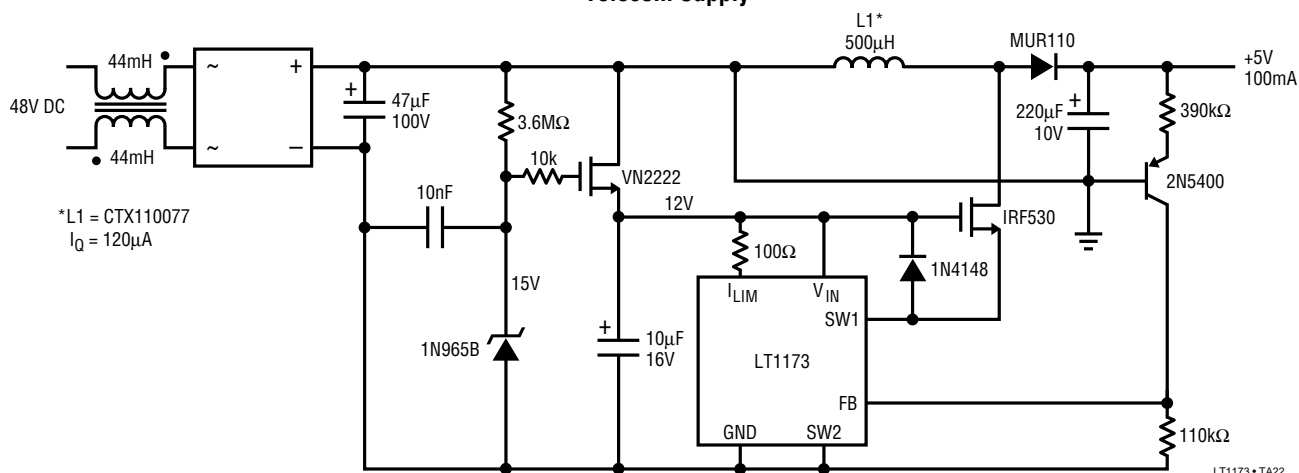 L1*
500µH
MUR110
+5V
100mA
44mH
~
+
48V DC
+
47µF
100V
3.6MΩ
220µF
10V
+
390kΩ
44mH
~
–
10k
VN2222
2N5400
*L1 = CTX110077
I_Q = 120µA
10nF
12V
IRF530
100Ω
1N4148
15V
I_LIM
V_IN
SW1
1N965B
+
10µF
16V
LT1173
FB
GND
SW2
110kΩ
LT1173 • TA22